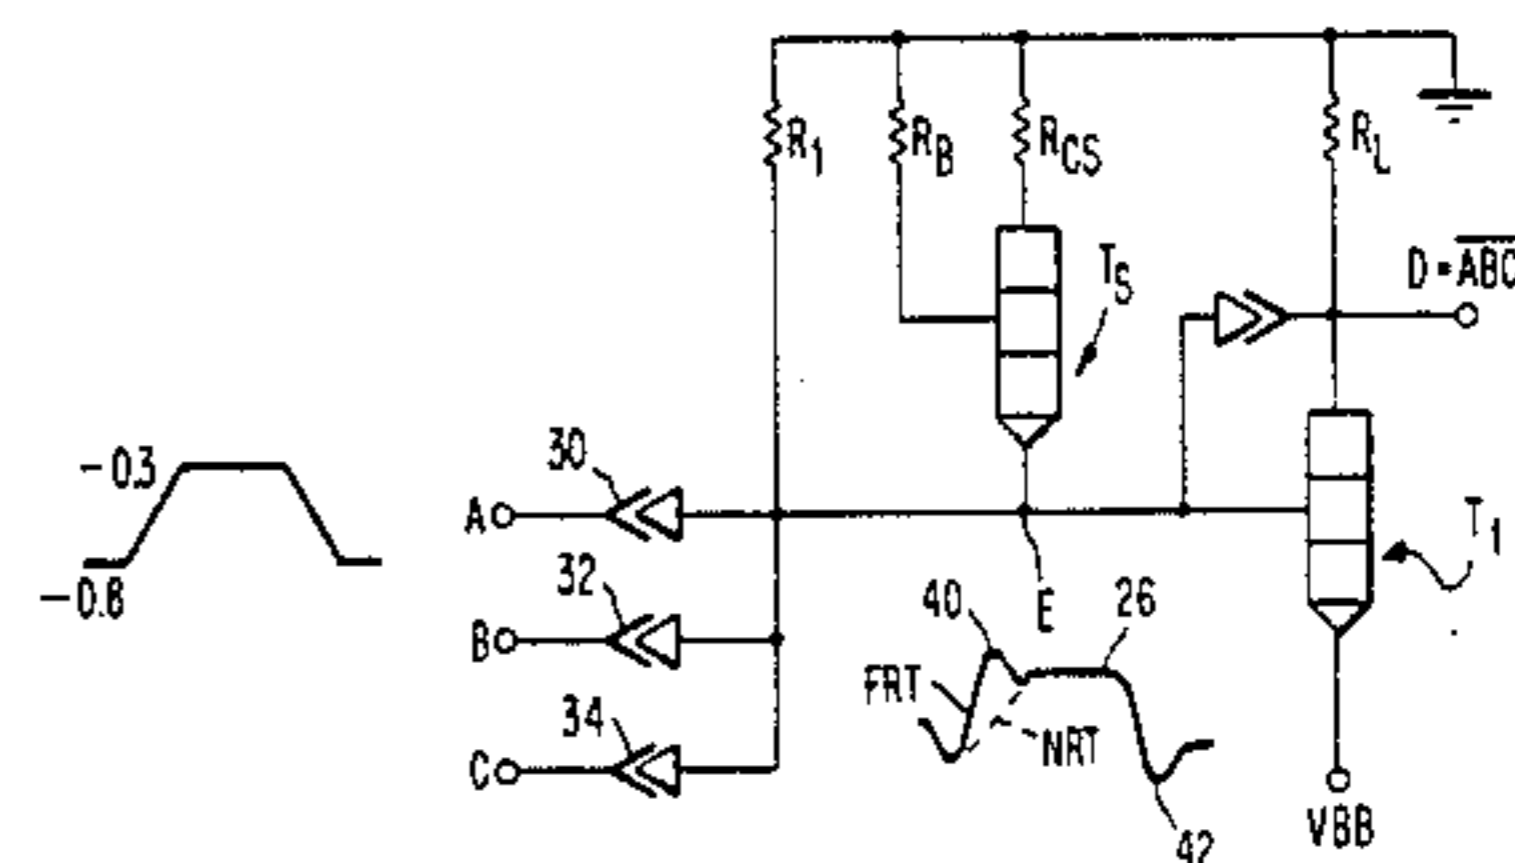 R1 RB RCS RL
TS
D = ABC
-0.3
-0.8
30
A
32
B
34
C
E
40
26
FRT
NRT
42
T1
VBB